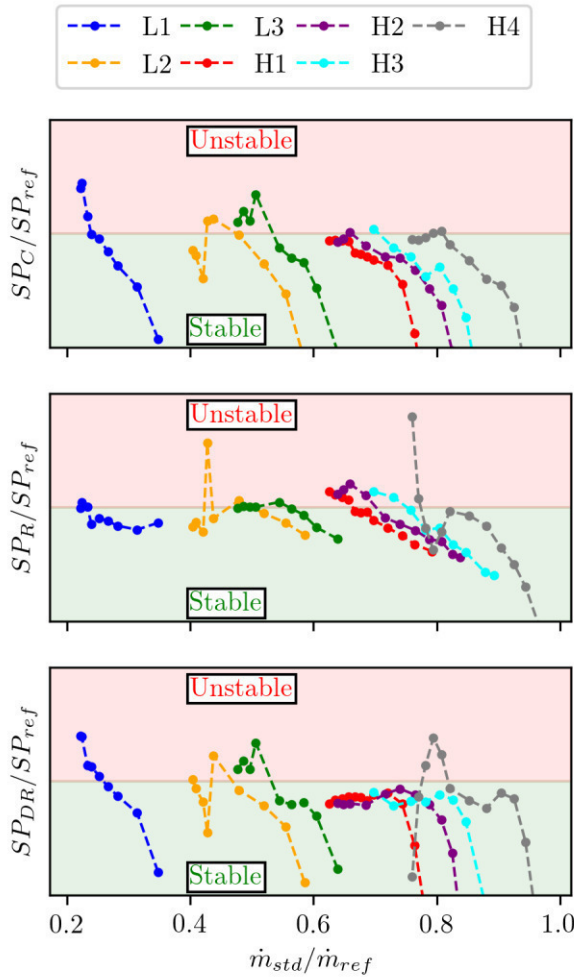 L1 L3 H2 H4
L2 H1 H3
Unstable
SP_C/SP_ref
Stable
Unstable
SP_R/SP_ref
Stable
Unstable
SP_DR/SP_ref
Stable
0.2 0.4 0.6 0.8 1.0
ṁ_std/ṁ_ref